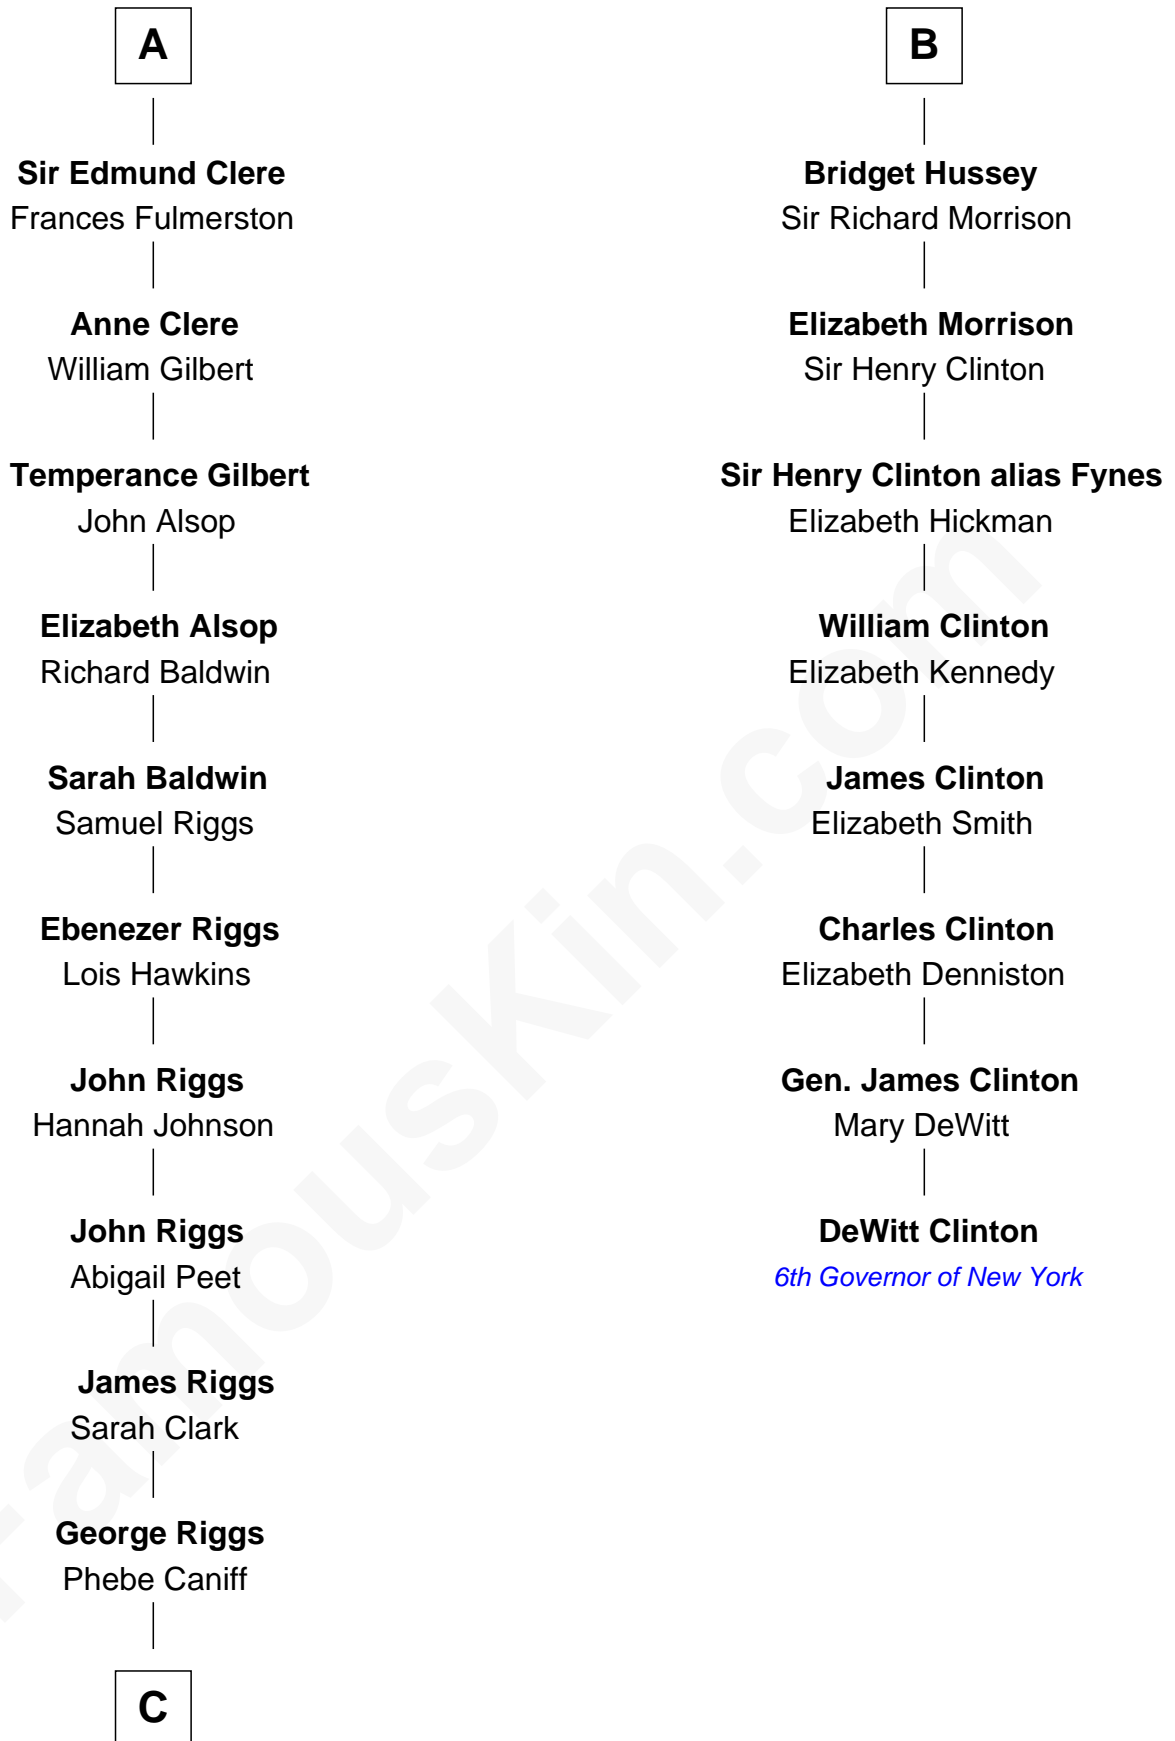 A
Sir Edmund Clere
Frances Fulmerston
Anne Clere
William Gilbert
Temperance Gilbert
John Alsop
Elizabeth Alsop
Richard Baldwin
Sarah Baldwin
Samuel Riggs
Ebenezer Riggs
Lois Hawkins
John Riggs
Hannah Johnson
John Riggs
Abigail Peet
James Riggs
Sarah Clark
George Riggs
Phebe Caniff
C
B
Bridget Hussey
Sir Richard Morrison
Elizabeth Morrison
Sir Henry Clinton
Sir Henry Clinton alias Fynes
Elizabeth Hickman
William Clinton
Elizabeth Kennedy
James Clinton
Elizabeth Smith
Charles Clinton
Elizabeth Denniston
Gen. James Clinton
Mary DeWitt
DeWitt Clinton
6th Governor of New York
FamousKin.com